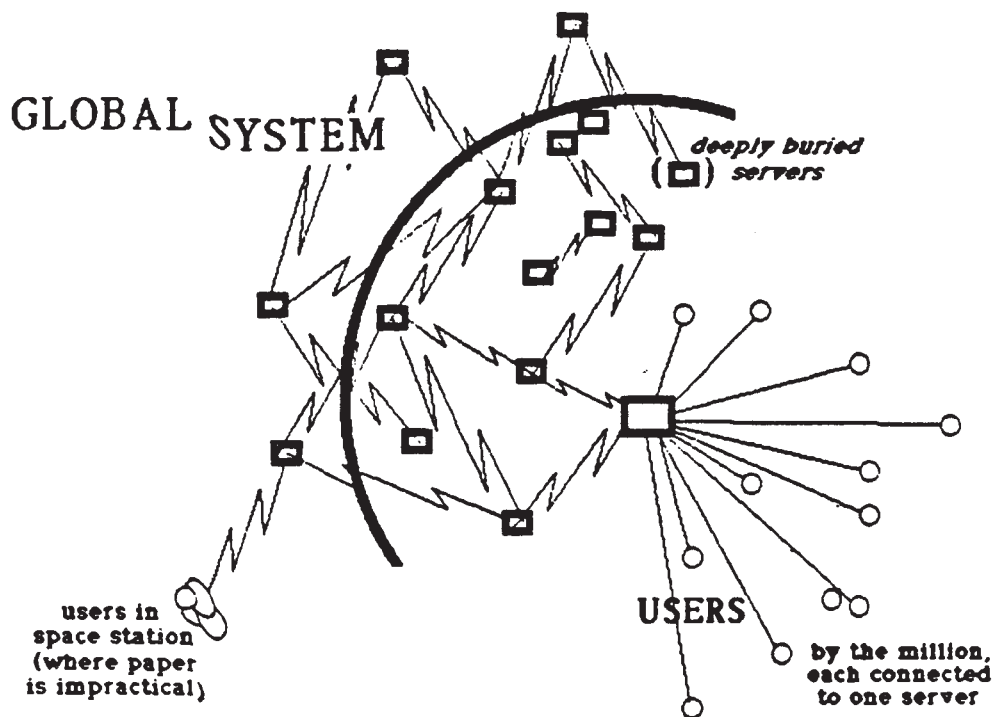 GLOBAL SYSTEM
deeply buried
( ) servers
users in
space station
(where paper
is impractical)
USERS
by the million,
each connected
to one server